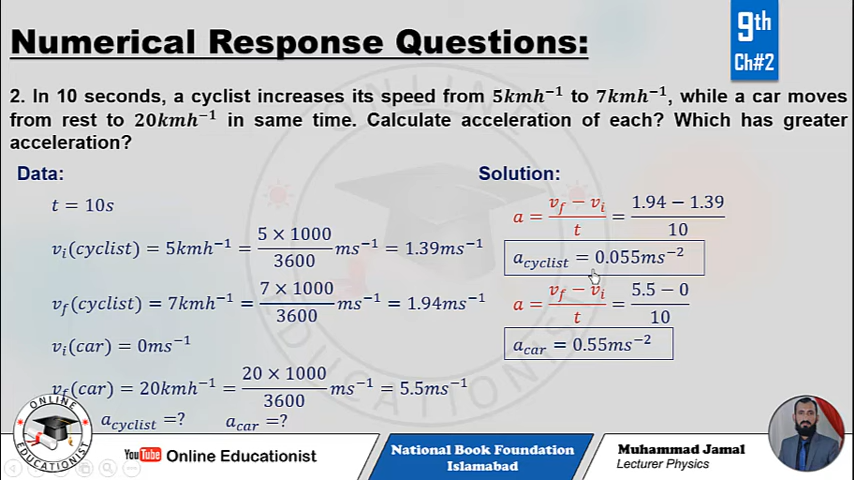 Numerical Response Questions:
9th
Ch#2
2. In 10 seconds, a cyclist increases its speed from 5kmh⁻¹ to 7kmh⁻¹, while a car moves
from rest to 20kmh⁻¹ in same time. Calculate acceleration of each? Which has greater
acceleration?
Data:
t = 10s
vᵢ(cyclist) = 5kmh⁻¹ = (5 × 1000)/3600 ms⁻¹ = 1.39ms⁻¹
v_f(cyclist) = 7kmh⁻¹ = (7 × 1000)/3600 ms⁻¹ = 1.94ms⁻¹
vᵢ(car) = 0ms⁻¹
v_f(car) = 20kmh⁻¹ = (20 × 1000)/3600 ms⁻¹ = 5.5ms⁻¹
a_cyclist =? a_car =?
Solution:
a = (v_f − vᵢ)/t = (1.94 − 1.39)/10
a_cyclist = 0.055ms⁻²
a = (v_f − vᵢ)/t = (5.5 − 0)/10
a_car = 0.55ms⁻²
ONLINE
EDUCATIONIST
ONLINE
EDUCATIONIST
YouTube Online Educationist
National Book Foundation
Islamabad
Muhammad Jamal
Lecturer Physics